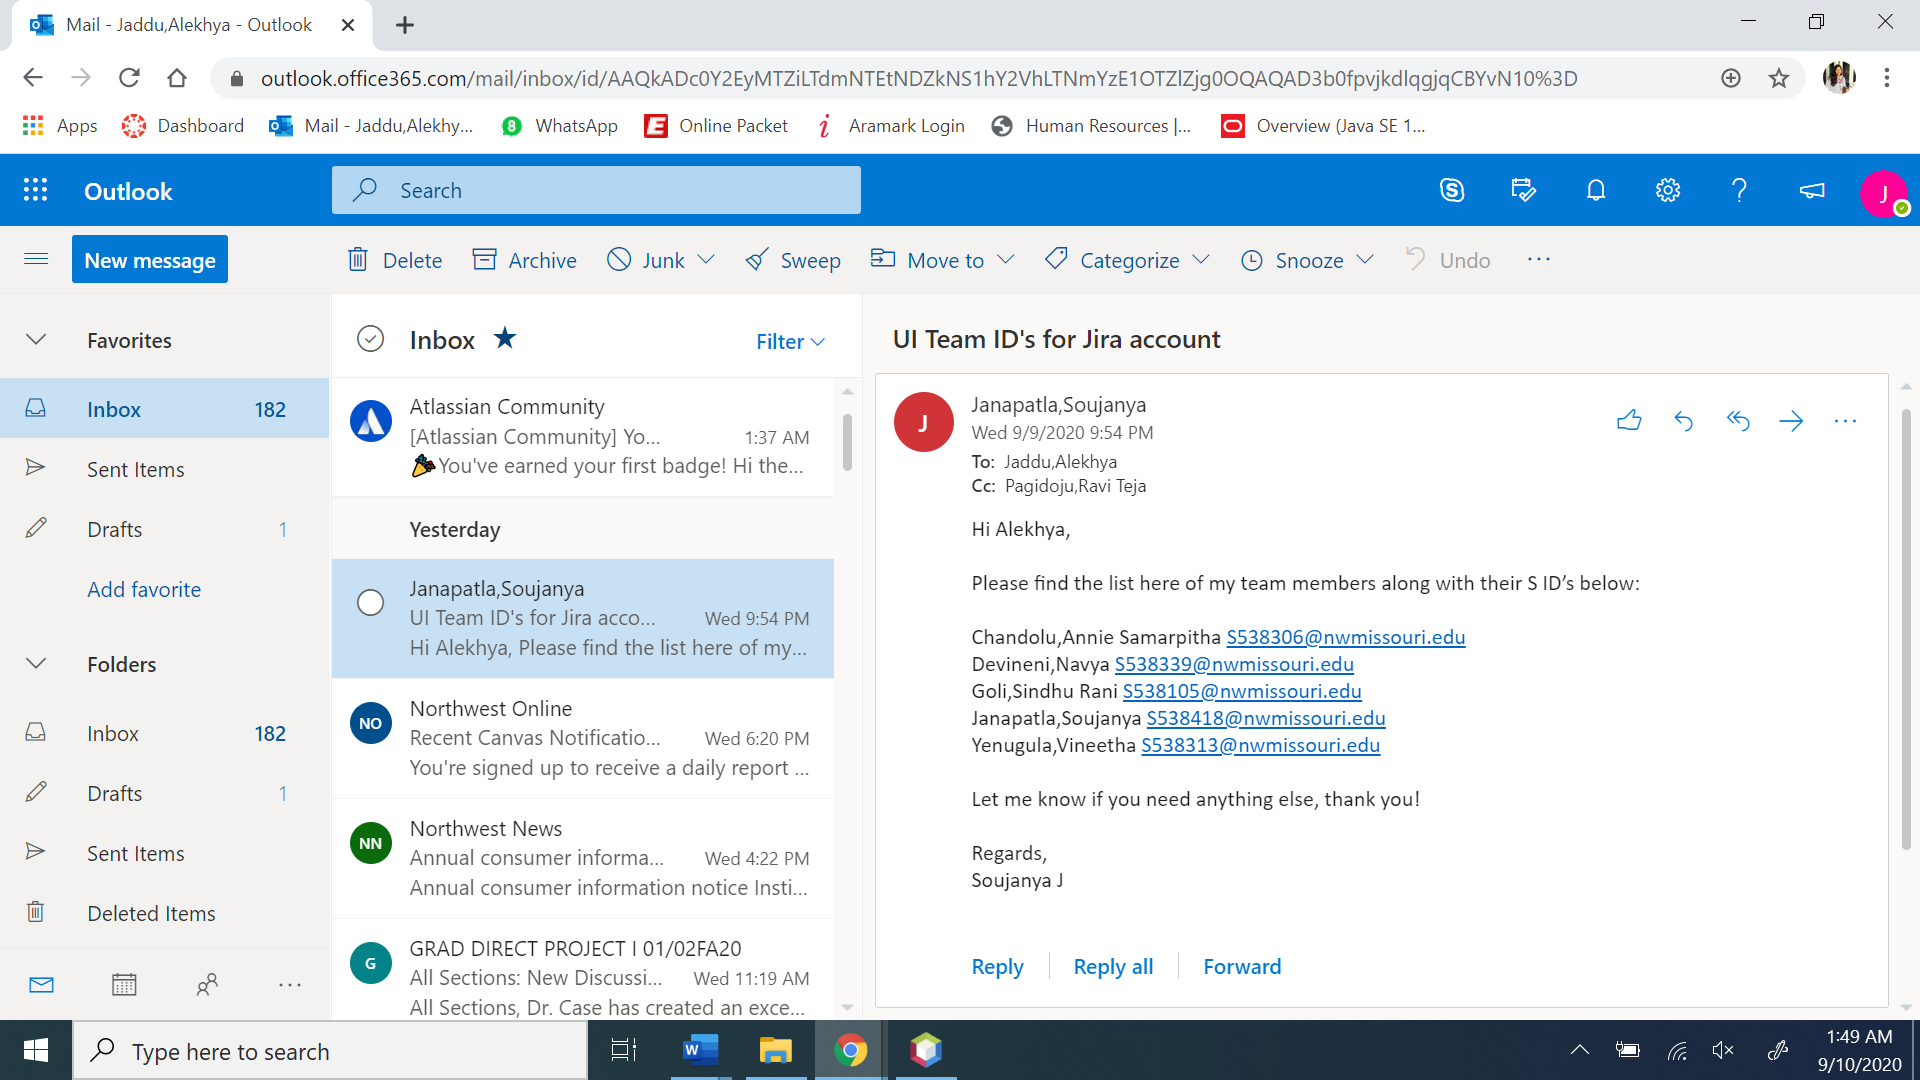 Mail - Jaddu,Alekhya - Outlook
outlook.office365.com/mail/inbox/id/AAQkADc0Y2EyMTZiLTdmNTEtNDZkNS1hY2VhLTNmYzE1OTZlZjg0OQAQAD3b0fpvjkdlqgjqCBYvN10%3D
Apps Dashboard Mail - Jaddu,Alekhy... WhatsApp Online Packet Aramark Login Human Resources |... Overview (Java SE 1...
Outlook Search J
New message Delete Archive Junk Sweep Move to Categorize Snooze Undo
Favorites
Inbox 182
Sent Items
Drafts 1
Add favorite
Folders
Inbox 182
Drafts 1
Sent Items
Deleted Items
Inbox Filter
Atlassian Community
[Atlassian Community] Yo... 1:37 AM
You've earned your first badge! Hi the...
Yesterday
Janapatla,Soujanya
UI Team ID's for Jira acco... Wed 9:54 PM
Hi Alekhya, Please find the list here of my...
NO
Northwest Online
Recent Canvas Notificatio... Wed 6:20 PM
You're signed up to receive a daily report ...
NN
Northwest News
Annual consumer informa... Wed 4:22 PM
Annual consumer information notice Insti...
G
GRAD DIRECT PROJECT I 01/02FA20
All Sections: New Discussi... Wed 11:19 AM
All Sections, Dr. Case has created an exce...
UI Team ID's for Jira account
J
Janapatla,Soujanya
Wed 9/9/2020 9:54 PM
To: Jaddu,Alekhya
Cc: Pagidoju,Ravi Teja
Hi Alekhya,
Please find the list here of my team members along with their S ID’s below:
Chandolu,Annie Samarpitha S538306@nwmissouri.edu
Devineni,Navya S538339@nwmissouri.edu
Goli,Sindhu Rani S538105@nwmissouri.edu
Janapatla,Soujanya S538418@nwmissouri.edu
Yenugula,Vineetha S538313@nwmissouri.edu
Let me know if you need anything else, thank you!
Regards,
Soujanya J
Reply Reply all Forward
Type here to search
1:49 AM
9/10/2020